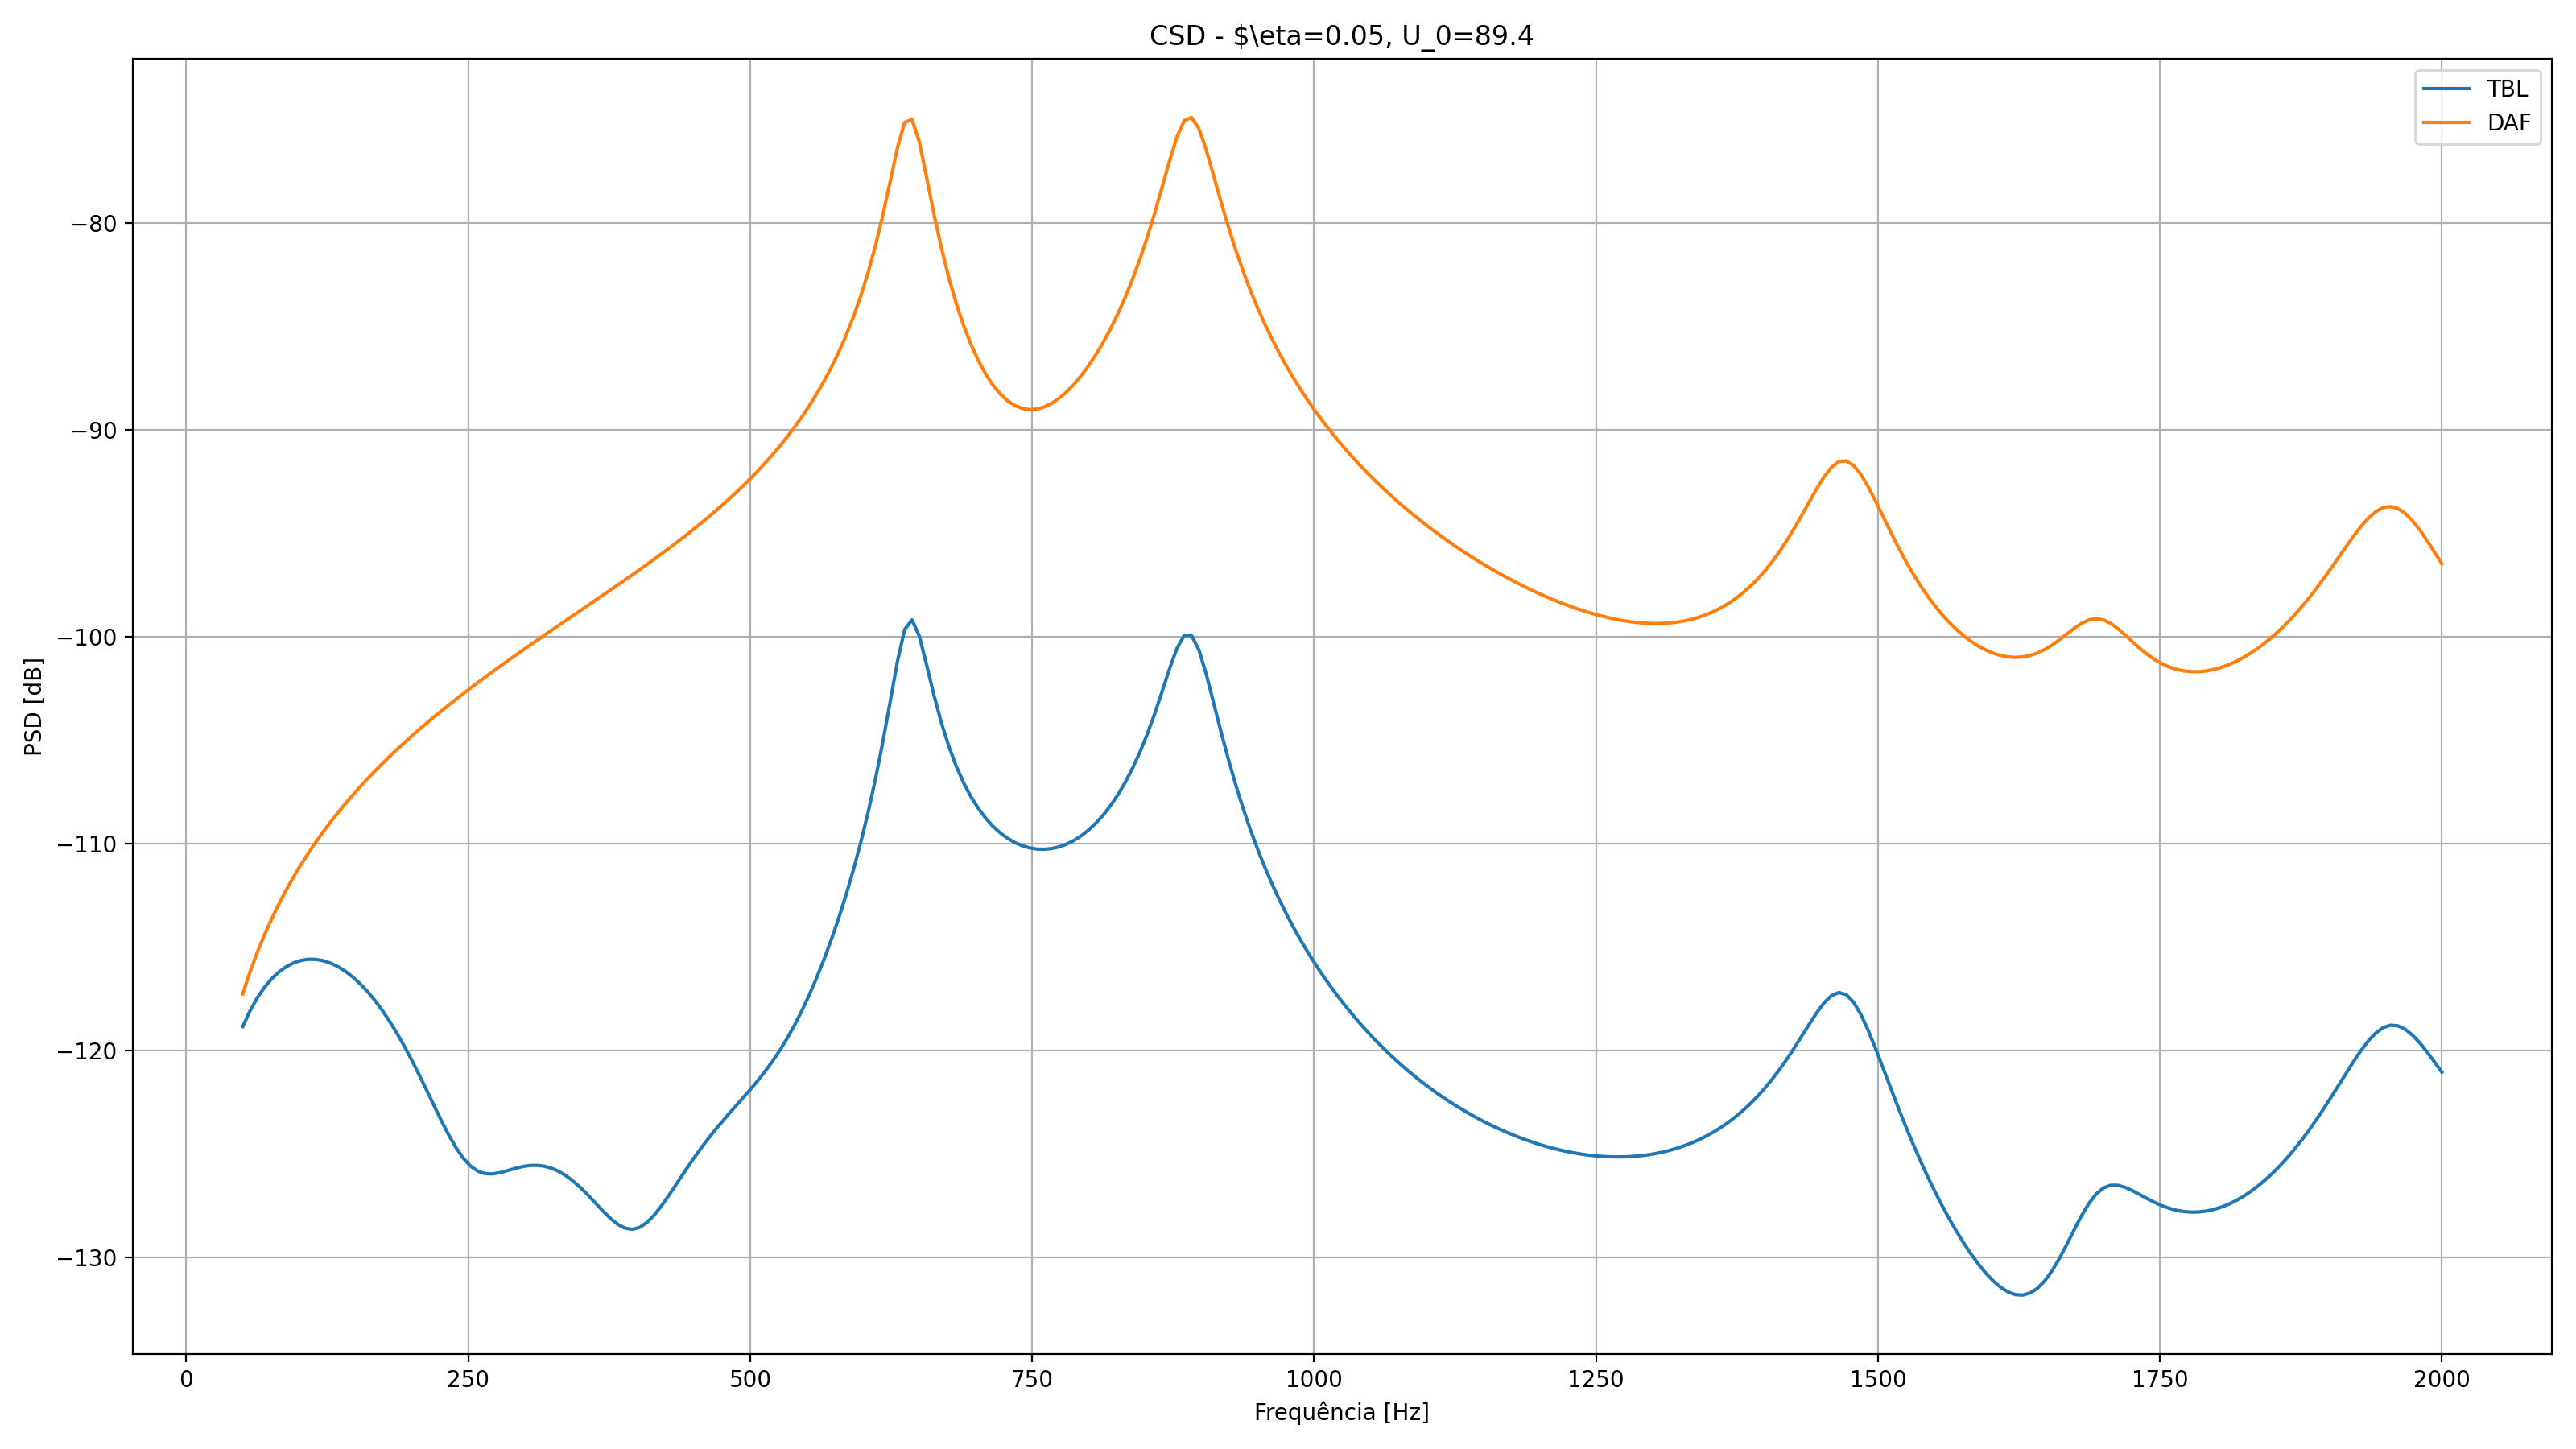 CSD - $\eta=0.05, U_0=89.4
TBL
DAF
PSD [dB]
−80
−90
−100
−110
−120
−130
0 250 500 750 1000 1250 1500 1750 2000
Frequência [Hz]